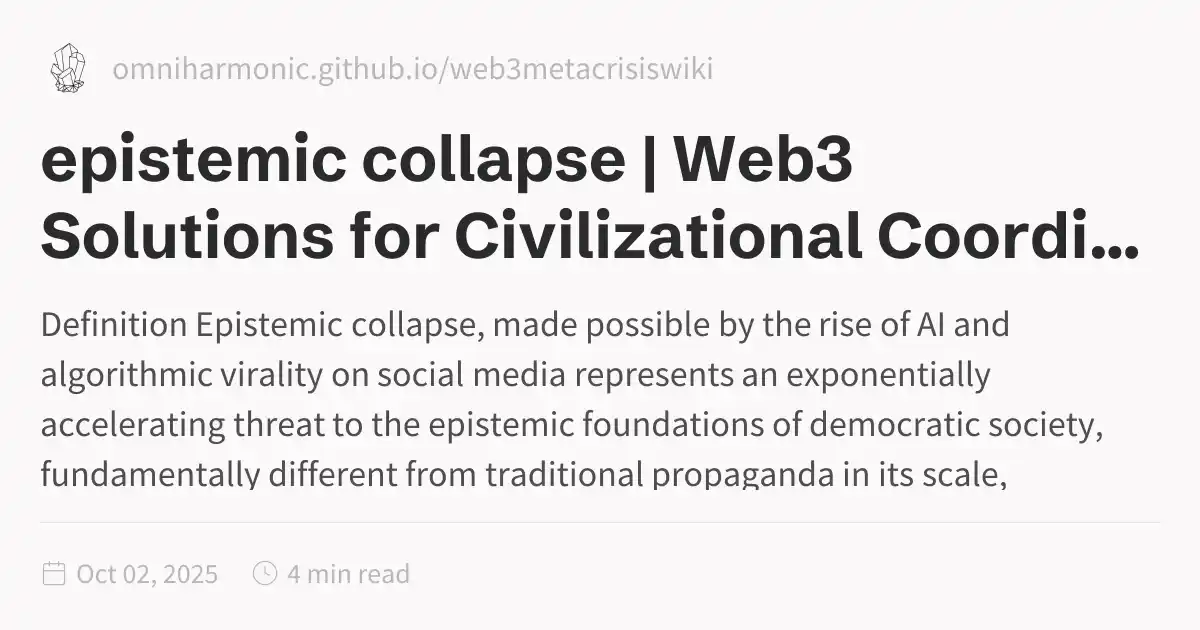 omniharmonic.github.io/web3metacrisiswiki
epistemic collapse | Web3
Solutions for Civilizational Coordi...
Definition Epistemic collapse, made possible by the rise of AI and
algorithmic virality on social media represents an exponentially
accelerating threat to the epistemic foundations of democratic society,
fundamentally different from traditional propaganda in its scale,
Oct 02, 2025
4 min read